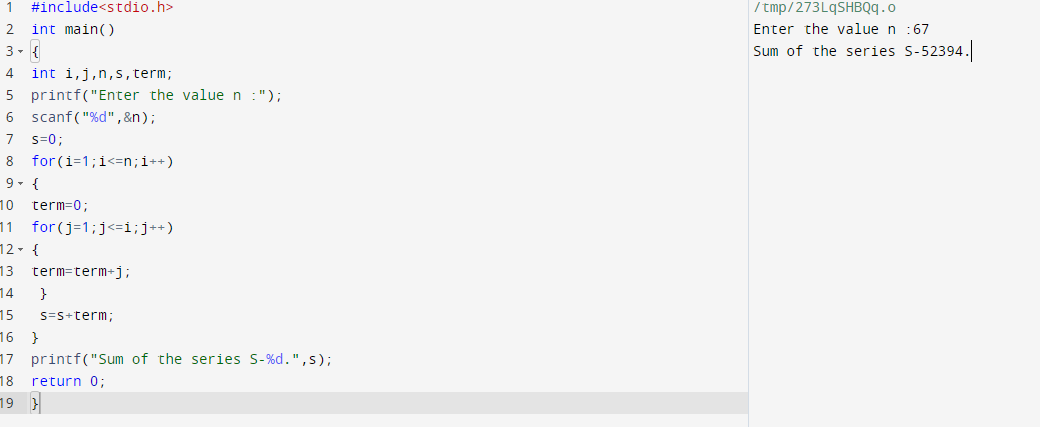 1 #include<stdio.h>
2 int main()
3 {
4 int i,j,n,s,term;
5 printf("Enter the value n :");
6 scanf("%d",&n);
7 s=0;
8 for(i=1;i<=n;i++)
9 {
10 term=0;
11 for(j=1;j<=i;j++)
12 {
13 term=term+j;
14 }
15 s=s+term;
16 }
17 printf("Sum of the series S-%d.",s);
18 return 0;
19 }
/tmp/273LqSHBQq.o
Enter the value n :67
Sum of the series S-52394.